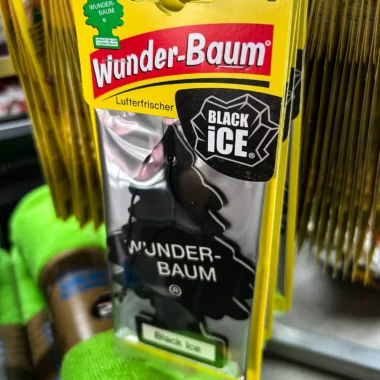 WUNDER-
BAUM
®
Wunder-Baum®
Lufterfrischer
BLACK
iCE®
WUNDER-
BAUM
®
Black Ice